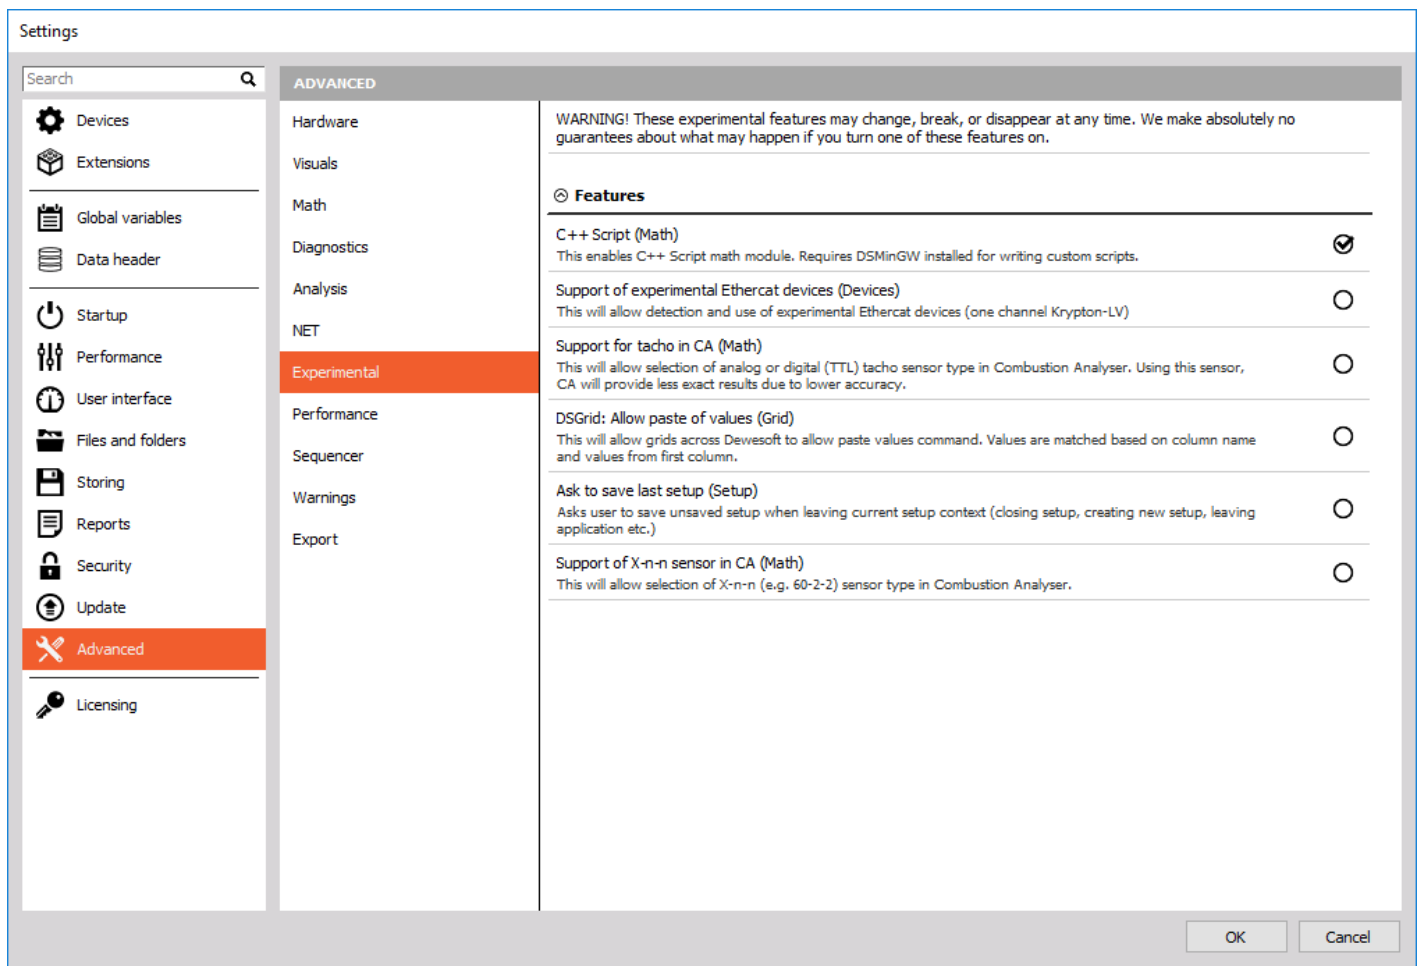 Settings
Search
Devices
Extensions
Global variables
Data header
Startup
Performance
User interface
Files and folders
Storing
Reports
Security
Update
Advanced
Licensing
ADVANCED
Hardware
Visuals
Math
Diagnostics
Analysis
NET
Experimental
Performance
Sequencer
Warnings
Export
WARNING! These experimental features may change, break, or disappear at any time. We make absolutely no
guarantees about what may happen if you turn one of these features on.
Features
C++ Script (Math)
This enables C++ Script math module. Requires DSMinGW installed for writing custom scripts.
Support of experimental Ethercat devices (Devices)
This will allow detection and use of experimental Ethercat devices (one channel Krypton-LV)
Support for tacho in CA (Math)
This will allow selection of analog or digital (TTL) tacho sensor type in Combustion Analyser. Using this sensor,
CA will provide less exact results due to lower accuracy.
DSGrid: Allow paste of values (Grid)
This will allow grids across Dewesoft to allow paste values command. Values are matched based on column name
and values from first column.
Ask to save last setup (Setup)
Asks user to save unsaved setup when leaving current setup context (closing setup, creating new setup, leaving
application etc.)
Support of X-n-n sensor in CA (Math)
This will allow selection of X-n-n (e.g. 60-2-2) sensor type in Combustion Analyser.
OK
Cancel